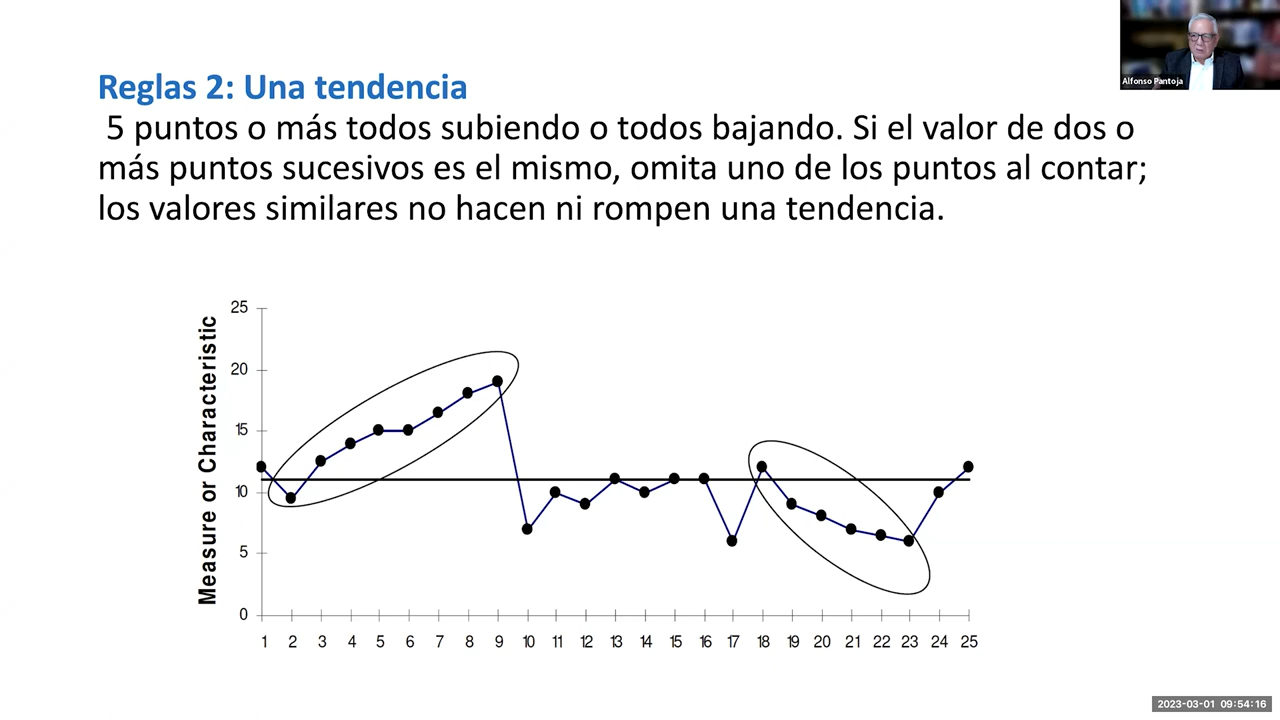 Alfonso Pantoja
Reglas 2: Una tendencia
5 puntos o más todos subiendo o todos bajando. Si el valor de dos o
más puntos sucesivos es el mismo, omita uno de los puntos al contar;
los valores similares no hacen ni rompen una tendencia.
Measure or Characteristic
25
20
15
10
5
0
1 2 3 4 5 6 7 8 9 10 11 12 13 14 15 16 17 18 19 20 21 22 23 24 25
2023-03-01 09:54:16